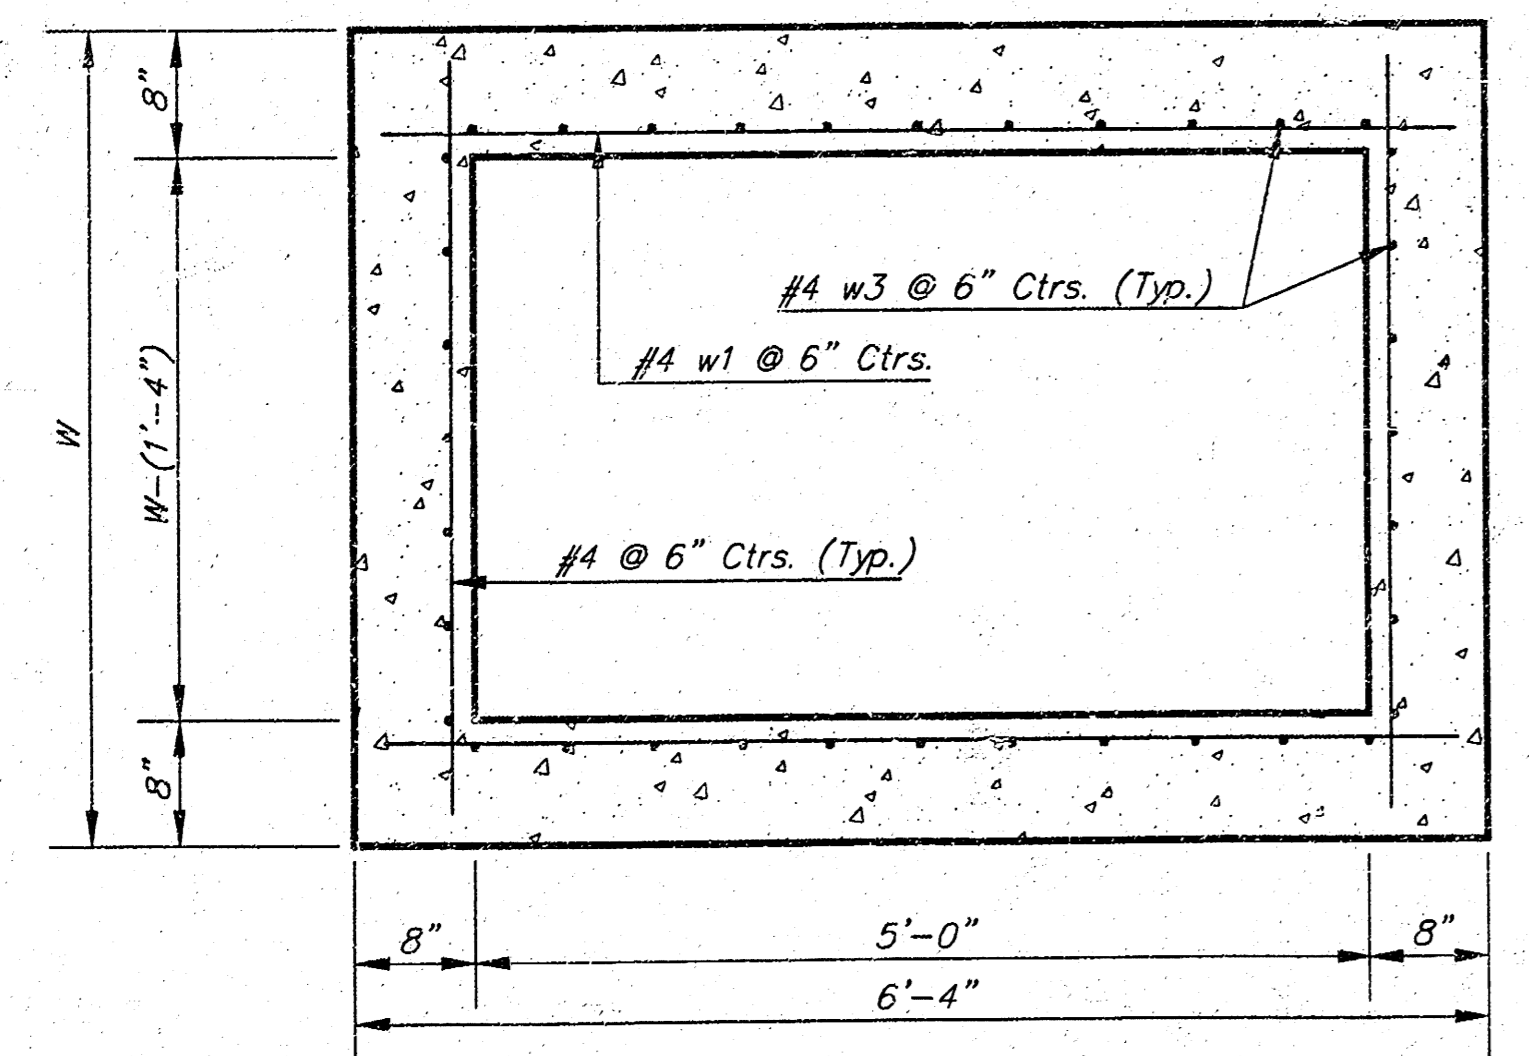 8"
#4 w3 @ 6" Ctrs. (Typ.)
#4 w1 @ 6" Ctrs.
W
W-(1'-4")
#4 @ 6" Ctrs. (Typ.)
8"
8"
5'-0"
8"
6'-4"